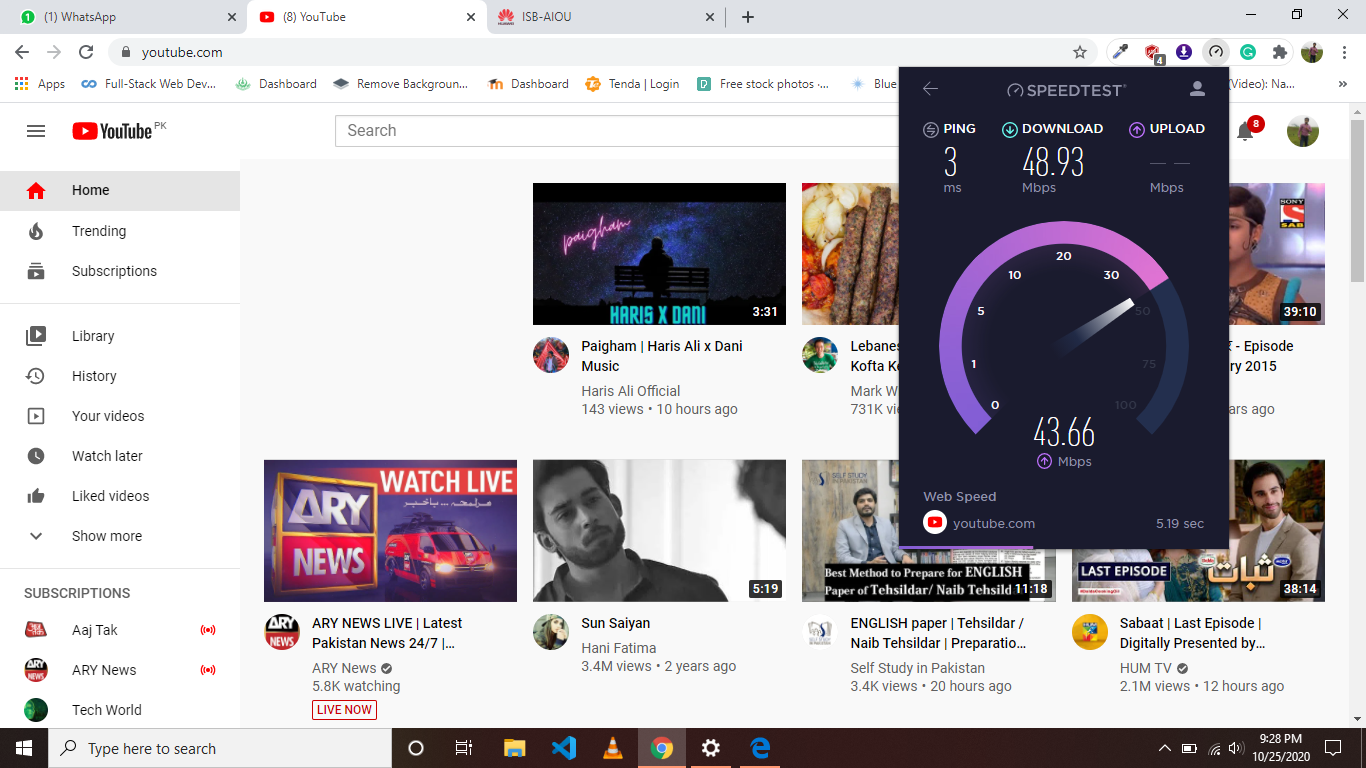 (1) WhatsApp
(8) YouTube
ISB-AIOU
youtube.com
4
Apps
Full-Stack Web Dev...
Dashboard
Remove Backgroun...
Dashboard
Tenda | Login
Free stock photos ·...
Blue
(Video): Na...
»
YouTube PK
Search
8
Home
Trending
Subscriptions
Library
History
Your videos
Watch later
Liked videos
Show more
SUBSCRIPTIONS
Aaj Tak
ARY News
Tech World
paigham
HARIS X DANI
3:31
Paigham | Haris Ali x Dani
Music
Haris Ali Official
143 views • 10 hours ago
Lebanes
Kofta Ke
Mark W
731K vie
SONY
SAB
39:10
- Episode
ry 2015
ars ago
SPEEDTEST
PING
DOWNLOAD
UPLOAD
3
48.93
— —
ms
Mbps
Mbps
0
1
5
10
20
30
50
75
100
43.66
Mbps
Web Speed
youtube.com
5.19 sec
WATCH LIVE
ہر لمحہ ... باخبر
ARY
NEWS
ARY NEWS LIVE | Latest
Pakistan News 24/7 |...
ARY News
5.8K watching
LIVE NOW
5:19
Sun Saiyan
Hani Fatima
3.4M views • 2 years ago
SELF STUDY
IN PAKISTAN
Best Method to Prepare for ENGLISH
Paper of Tehsildar/ Naib Tehsild
11:18
ENGLISH paper | Tehsildar /
Naib Tehsildar | Preparatio...
Self Study in Pakistan
3.4K views • 20 hours ago
LAST EPISODE
ثبات
38:14
Sabaat | Last Episode |
Digitally Presented by...
HUM TV
2.1M views • 12 hours ago
Type here to search
9:28 PM
10/25/2020